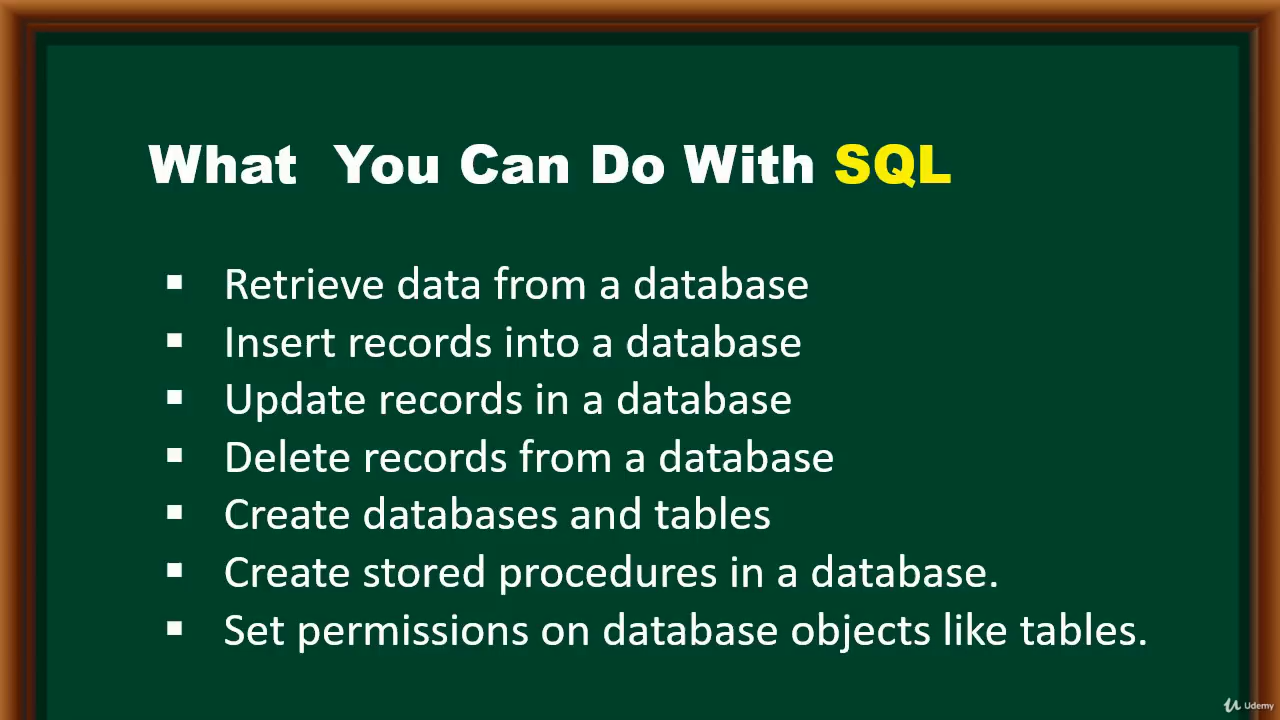 What You Can Do With SQL
▪ Retrieve data from a database
▪ Insert records into a database
▪ Update records in a database
▪ Delete records from a database
▪ Create databases and tables
▪ Create stored procedures in a database.
▪ Set permissions on database objects like tables.
Udemy